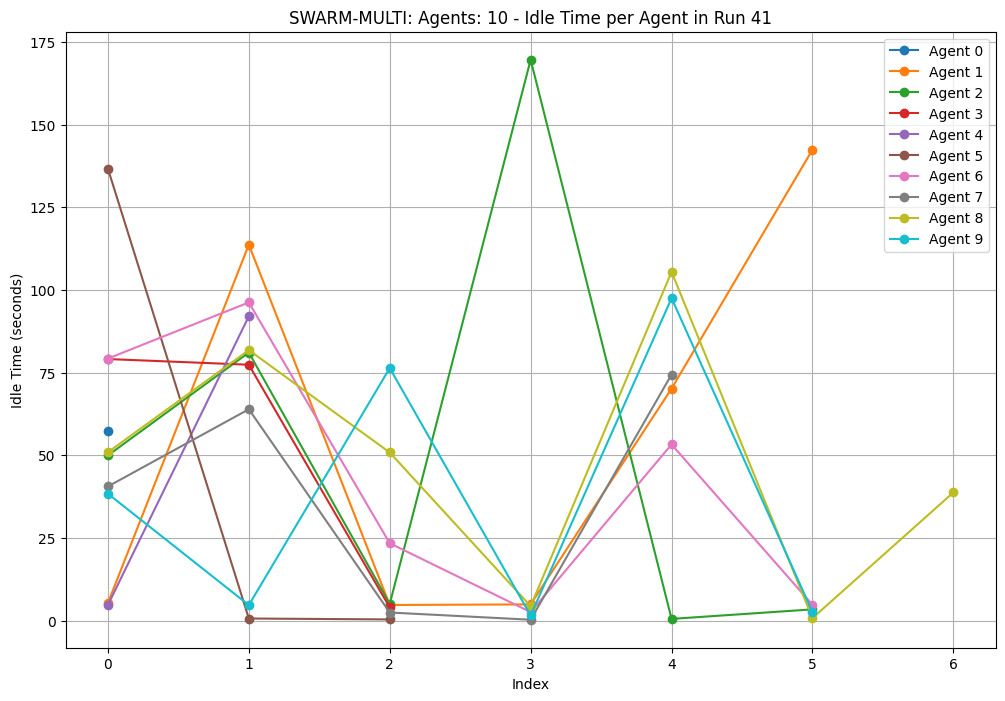 SWARM-MULTI: Agents: 10 - Idle Time per Agent in Run 41
Idle Time (seconds)
175
150
125
100
75
50
25
0
0 1 2 3 4 5 6
Index
Agent 0
Agent 1
Agent 2
Agent 3
Agent 4
Agent 5
Agent 6
Agent 7
Agent 8
Agent 9